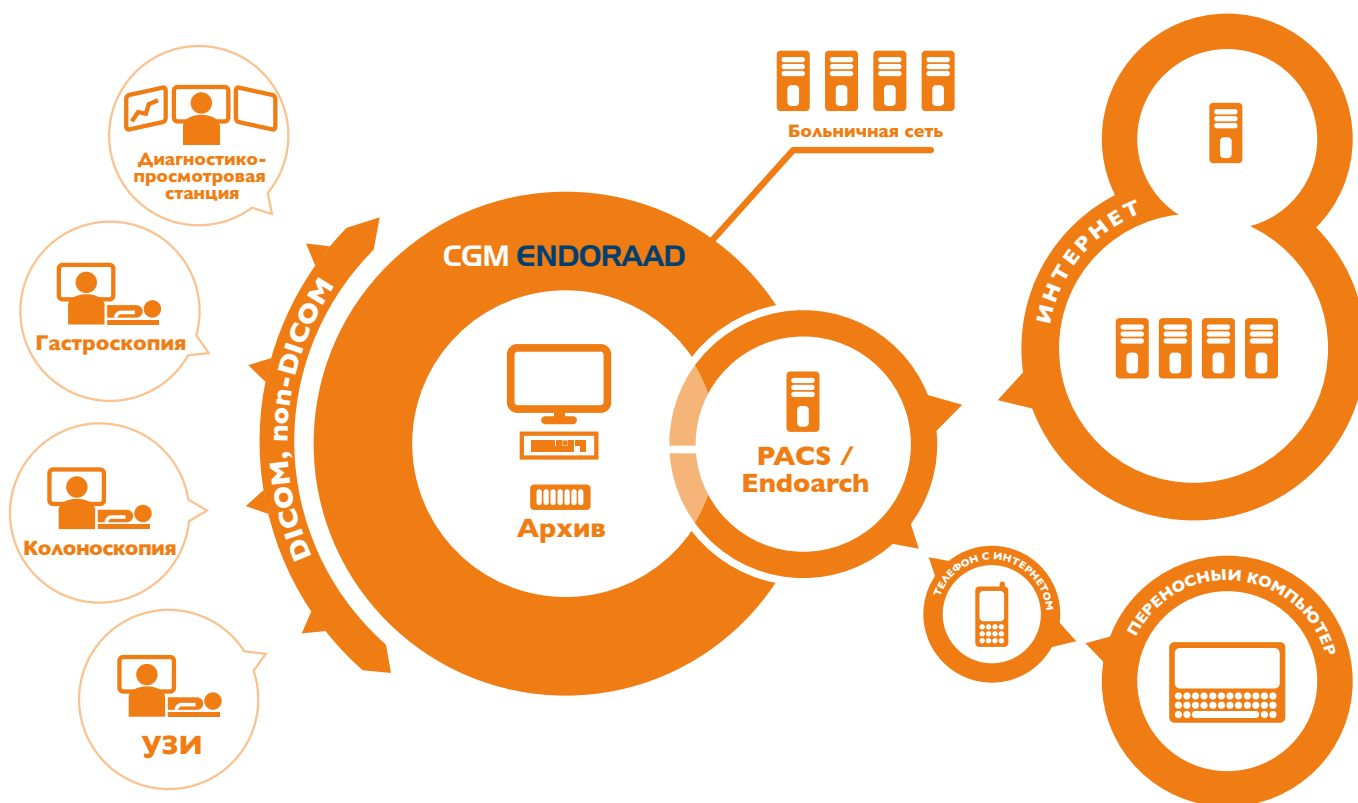 Больничная сеть
Диагностико-
просмотровая
станция
Гастроскопия
Колоноскопия
УЗИ
DICOM, non-DICOM
CGM ENDORAAD
Архив
PACS /
Endoarch
ИНТЕРНЕТ
ТЕЛЕФОН С ИНТЕРНЕТОМ
ПЕРЕНОСНЫЙ КОМПЬЮТЕР